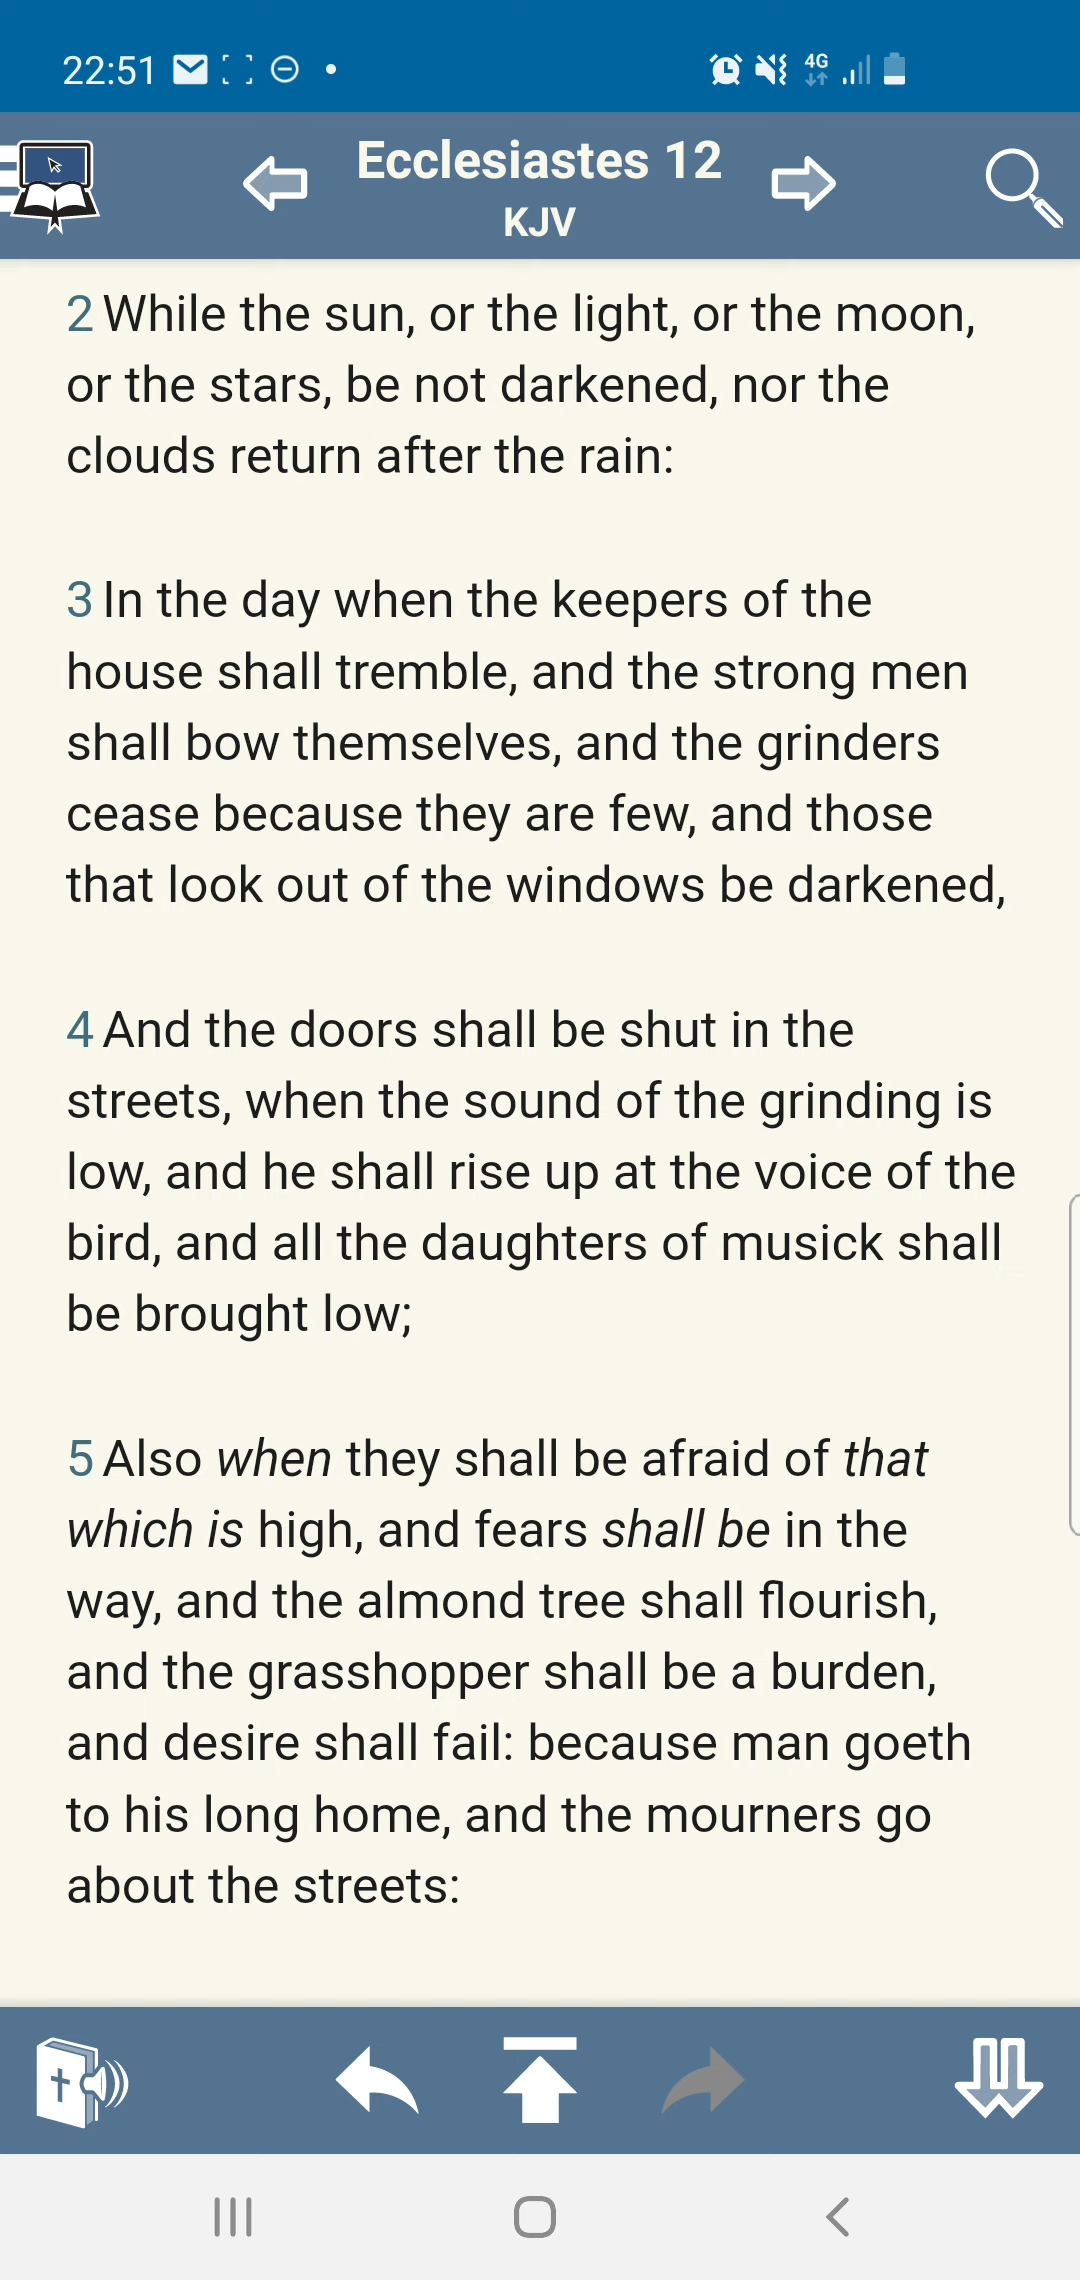 22:51
4G
Ecclesiastes 12
KJV
2 While the sun, or the light, or the moon,
or the stars, be not darkened, nor the
clouds return after the rain:
3 In the day when the keepers of the
house shall tremble, and the strong men
shall bow themselves, and the grinders
cease because they are few, and those
that look out of the windows be darkened,
4 And the doors shall be shut in the
streets, when the sound of the grinding is
low, and he shall rise up at the voice of the
bird, and all the daughters of musick shall
be brought low;
5 Also when they shall be afraid of that
which is high, and fears shall be in the
way, and the almond tree shall flourish,
and the grasshopper shall be a burden,
and desire shall fail: because man goeth
to his long home, and the mourners go
about the streets: